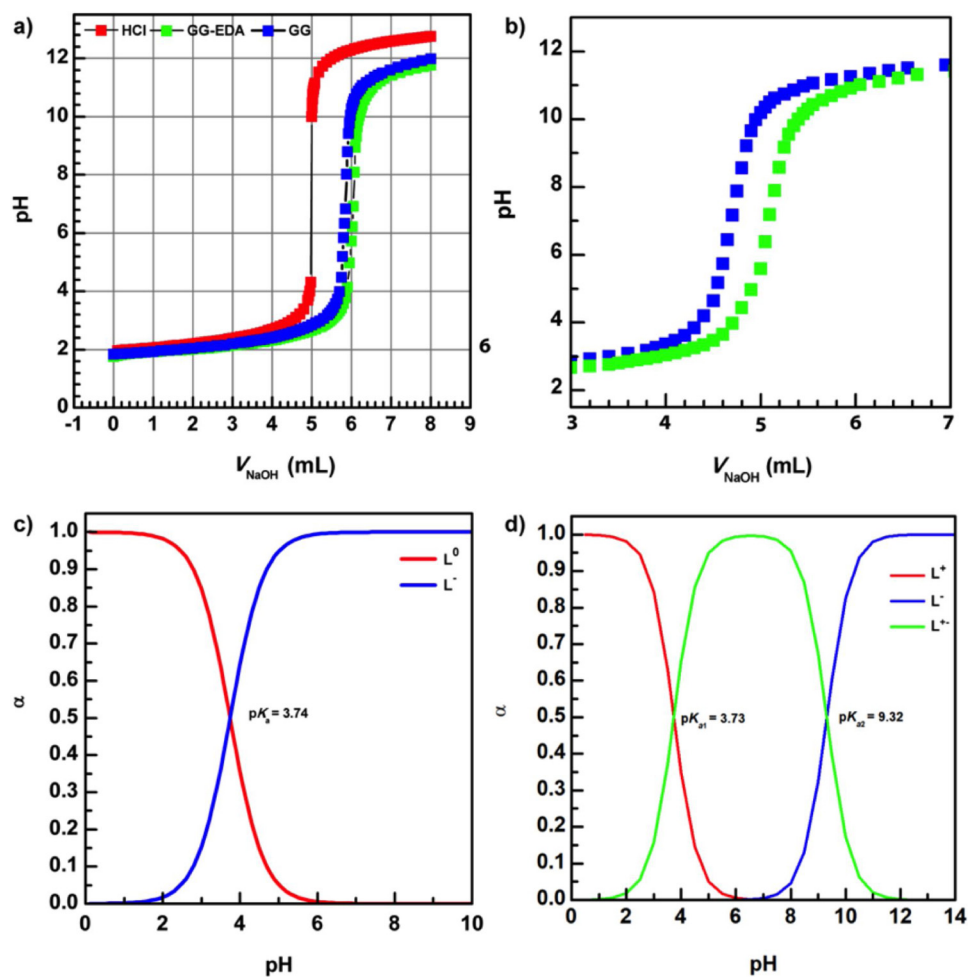 a)
HCl GG-EDA GG
12
10
8
6
4
2
0
pH
-1 0 1 2 3 4 5 6 7 8 9
V_NaOH (mL)
b)
12
10
8
6
4
2
pH
6
3 4 5 6 7
V_NaOH (mL)
c)
1.0
0.9
0.8
0.7
0.6
0.5
0.4
0.3
0.2
0.1
0.0
α
L⁰
L⁻
pKₐ = 3.74
0 2 4 6 8 10
pH
d)
1.0
0.9
0.8
0.7
0.6
0.5
0.4
0.3
0.2
0.1
0.0
α
L⁺
L⁻
L⁺⁻
pKₐ₁ = 3.73
pKₐ₂ = 9.32
0 2 4 6 8 10 12 14
pH